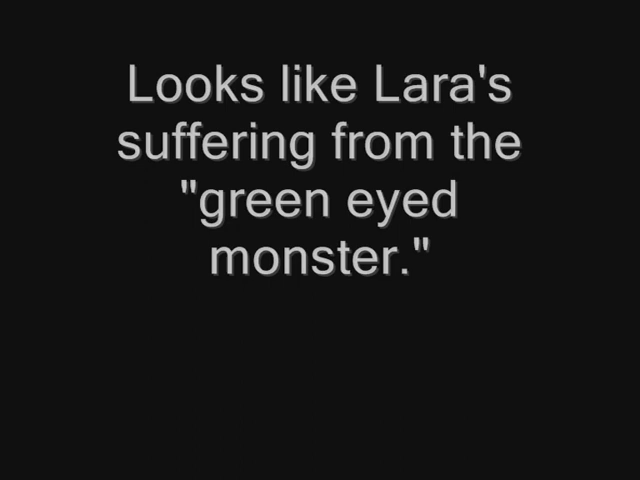 Looks like Lara's
suffering from the
"green eyed
monster."